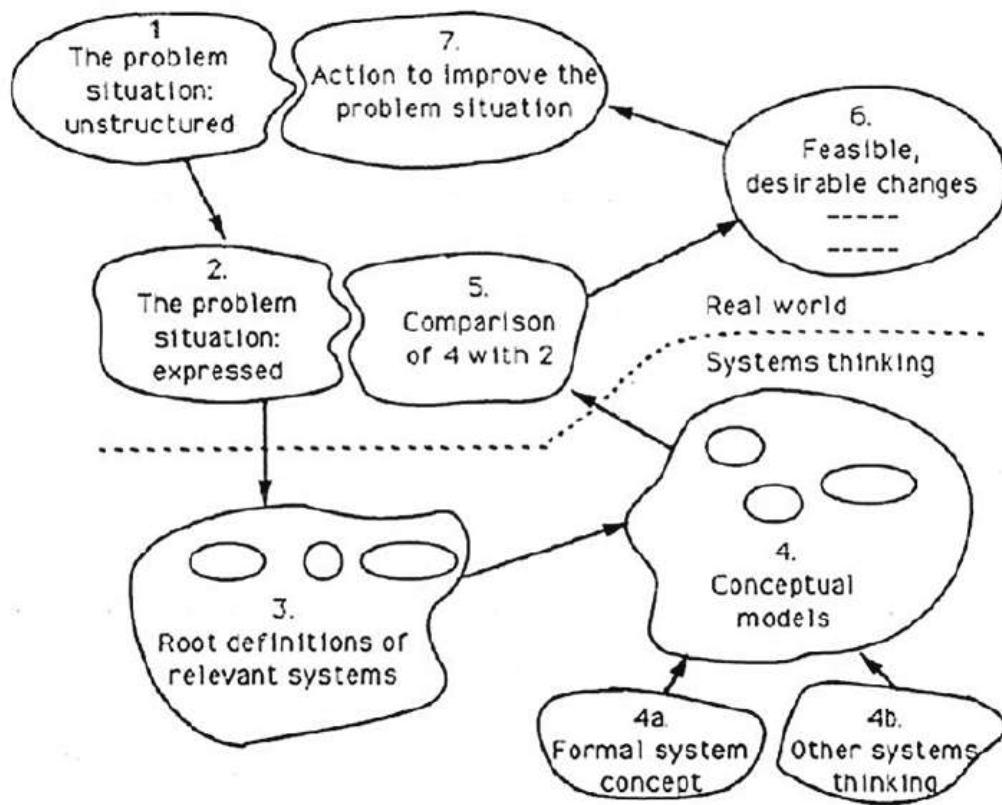 1
The problem
situation:
unstructured
7.
Action to improve the
problem situation
6.
Feasible,
desirable changes
-----
-----
2.
The problem
situation:
expressed
5.
Comparison
of 4 with 2
Real world
Systems thinking
3.
Root definitions of
relevant systems
4.
Conceptual
models
4a.
Formal system
concept
4b.
Other systems
thinking